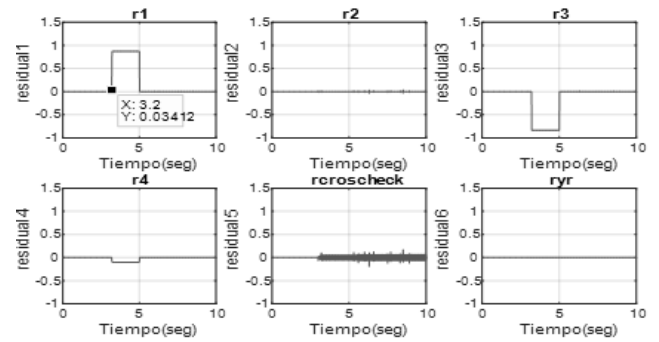 r1
r2
r3
residual1
1.5
1
0.5
0
-0.5
-1
X: 3.2
Y: 0.03412
0
5
10
Tiempo(seg)
residual2
1.5
1
0.5
0
-0.5
-1
0
5
10
Tiempo(seg)
residual3
1.5
1
0.5
0
-0.5
-1
0
5
10
Tiempo(seg)
r4
rcroscheck
ryr
residual4
1.5
1
0.5
0
-0.5
-1
0
5
10
Tiempo(seg)
residual5
1.5
1
0.5
0
-0.5
-1
0
5
10
Tiempo(seg)
residual6
1.5
1
0.5
0
-0.5
-1
0
5
10
Tiempo(seg)